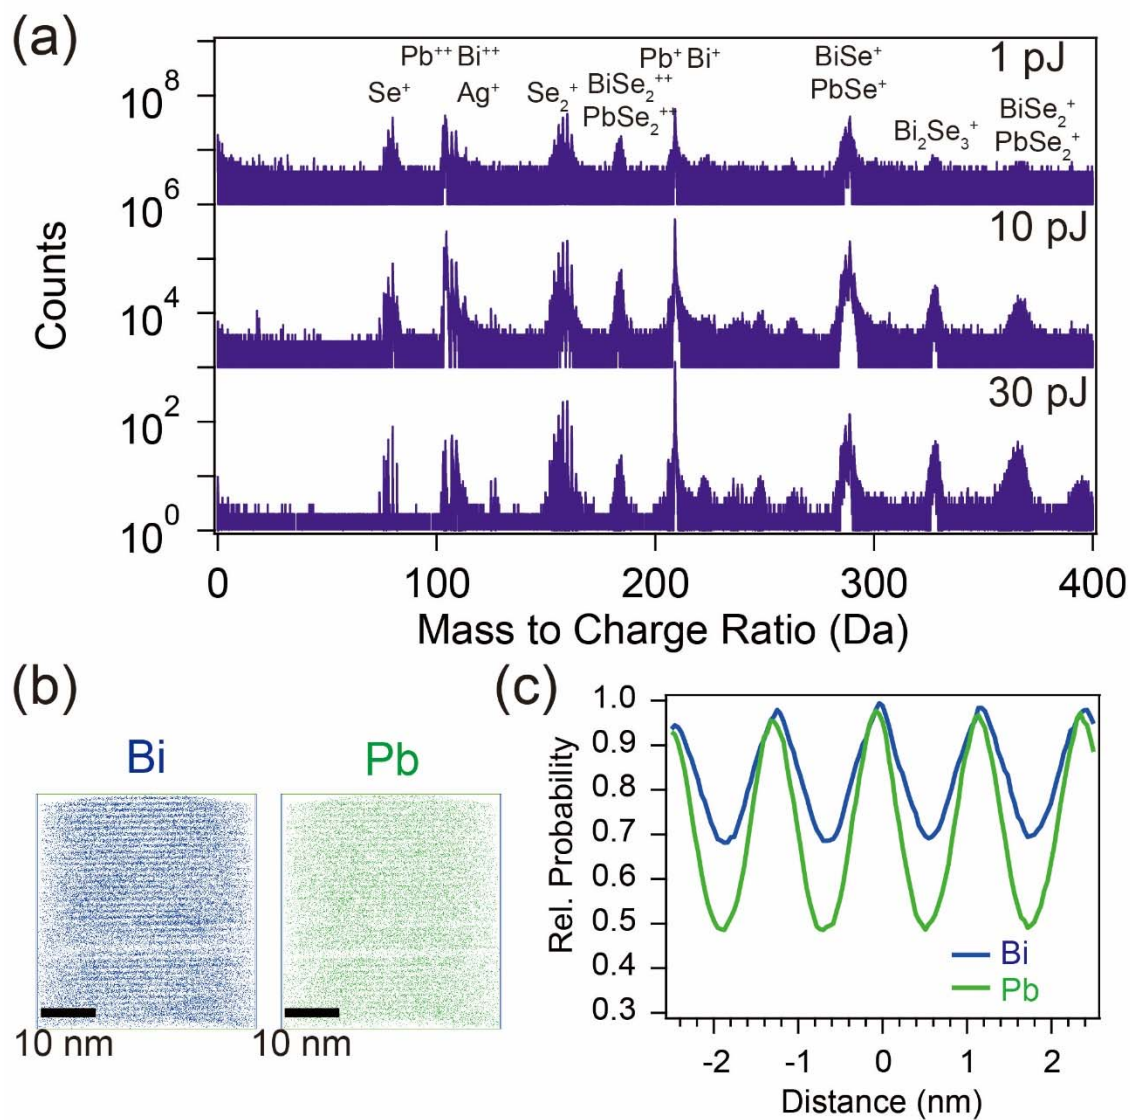 (a)
1 pJ
Pb⁺⁺ Bi⁺⁺
Pb⁺ Bi⁺
BiSe⁺
Se⁺
Ag⁺
Se₂⁺
BiSe₂⁺⁺
PbSe₂⁺⁺
PbSe⁺
Bi₂Se₃⁺
BiSe₂⁺
PbSe₂⁺
10⁸
10⁶
10 pJ
10⁴
30 pJ
10²
10⁰
Counts
0 100 200 300 400
Mass to Charge Ratio (Da)
(b)
Bi Pb
10 nm 10 nm
(c)
1.0
0.9
0.8
0.7
0.6
0.5
0.4
0.3
Rel. Probability
Bi
Pb
-2 -1 0 1 2
Distance (nm)